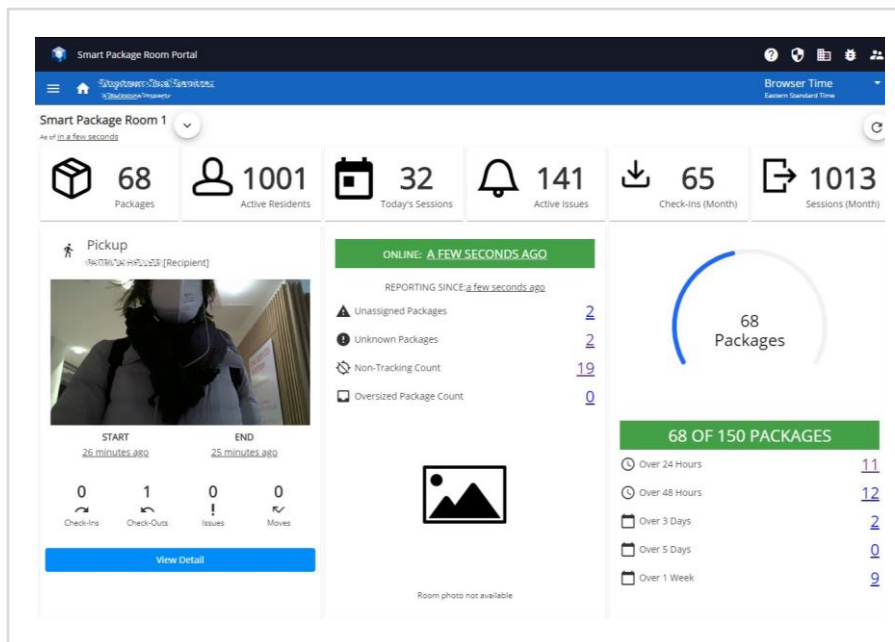 Smart Package Room Portal
Browser Time
Eastern Standard Time
Property
Smart Package Room 1
As of in a few seconds
68
Packages
1001
Active Residents
32
Today's Sessions
141
Active Issues
65
Check-Ins (Month)
1013
Sessions (Month)
Pickup
[Recipient]
START
26 minutes ago
END
25 minutes ago
0
Check-Ins
1
Check-Outs
0
Issues
0
Moves
View Detail
ONLINE: A FEW SECONDS AGO
REPORTING SINCE:a few seconds ago
Unassigned Packages 2
Unknown Packages 2
Non-Tracking Count 19
Oversized Package Count 0
Room photo not available
68
Packages
68 OF 150 PACKAGES
Over 24 Hours 11
Over 48 Hours 12
Over 3 Days 2
Over 5 Days 0
Over 1 Week 9